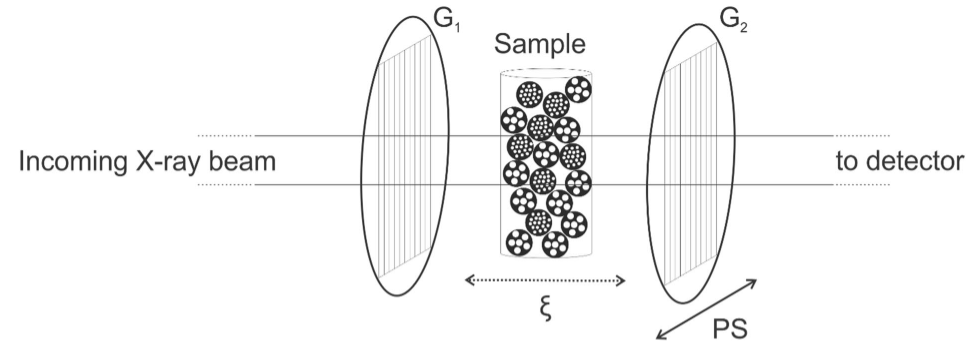 G₁
Sample
G₂
Incoming X-ray beam
to detector
ξ
PS